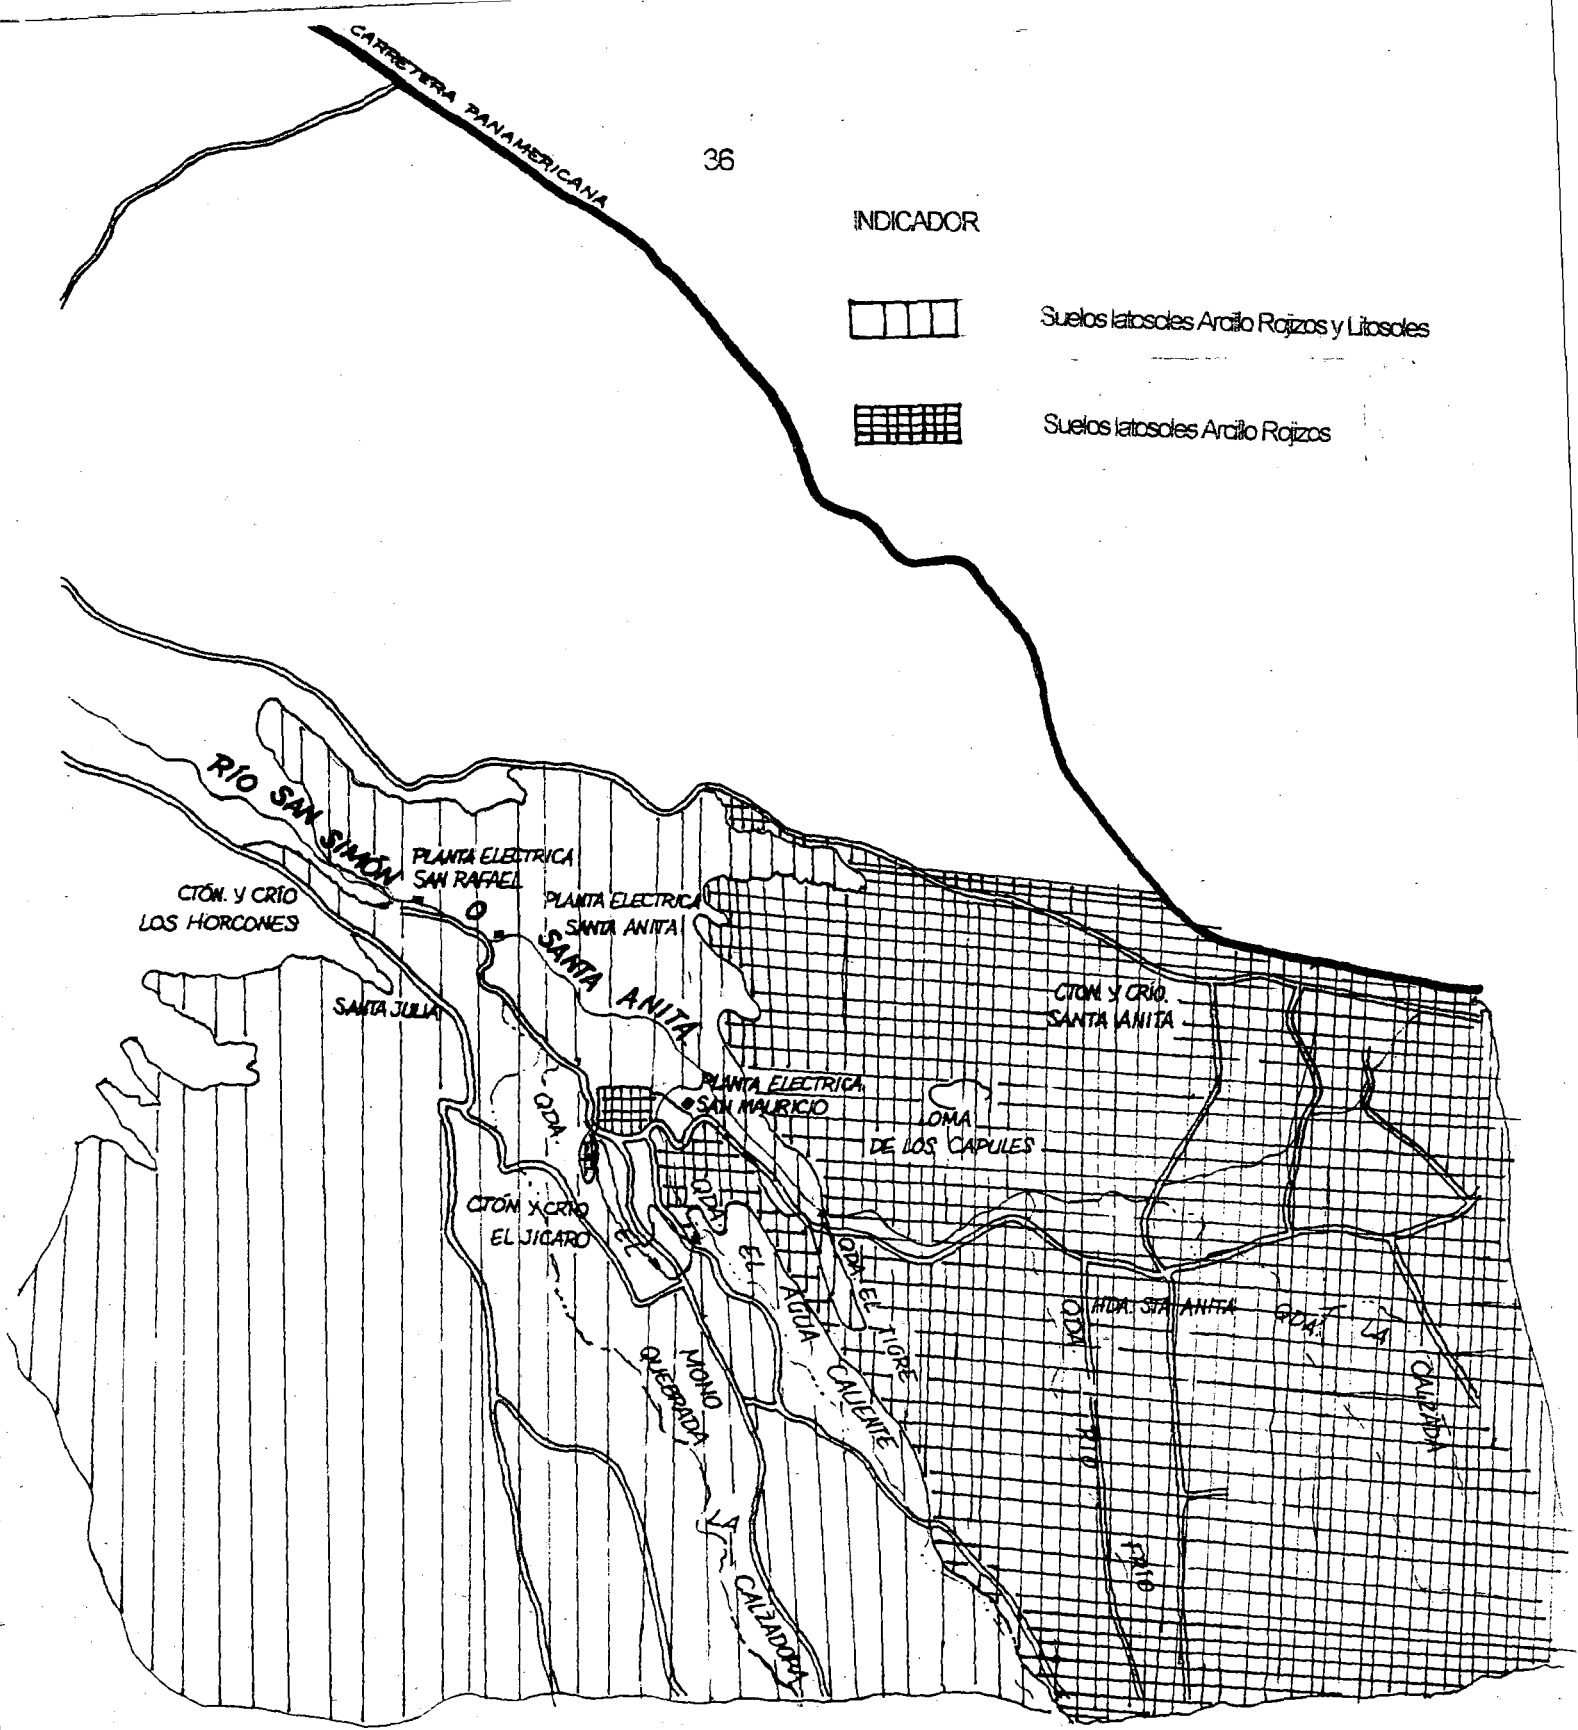 CARRETERA PANAMERICANA
36
INDICADOR
Suelos latosoles Arcillo Rojizos y Litosoles
Suelos latosoles Arcillo Rojizos
RÍO SAN SIMÓN
PLANTA ELECTRICA
SAN RAFAEL
CTÓN. Y CRÍO
LOS HORCONES
O
PLANTA ELECTRICA
SANTA ANITA
SANTA ANITA
SANTA JULIA
CTON. Y CRÍO.
SANTA ANITA
PLANTA ELECTRICA
SAN MAURICIO
LOMA
DE LOS CAPULES
QDA.
EL
MONO
CTÓN Y CRÍO
EL JICARO
QDA.
EL AGUA
CALIENTE
QDA. EL TIGRE
HDA. STA ANITA
QDA
RIO
FRIO
QDA. LA
CALZADA
QUEBRADA
LA
CALZADORA